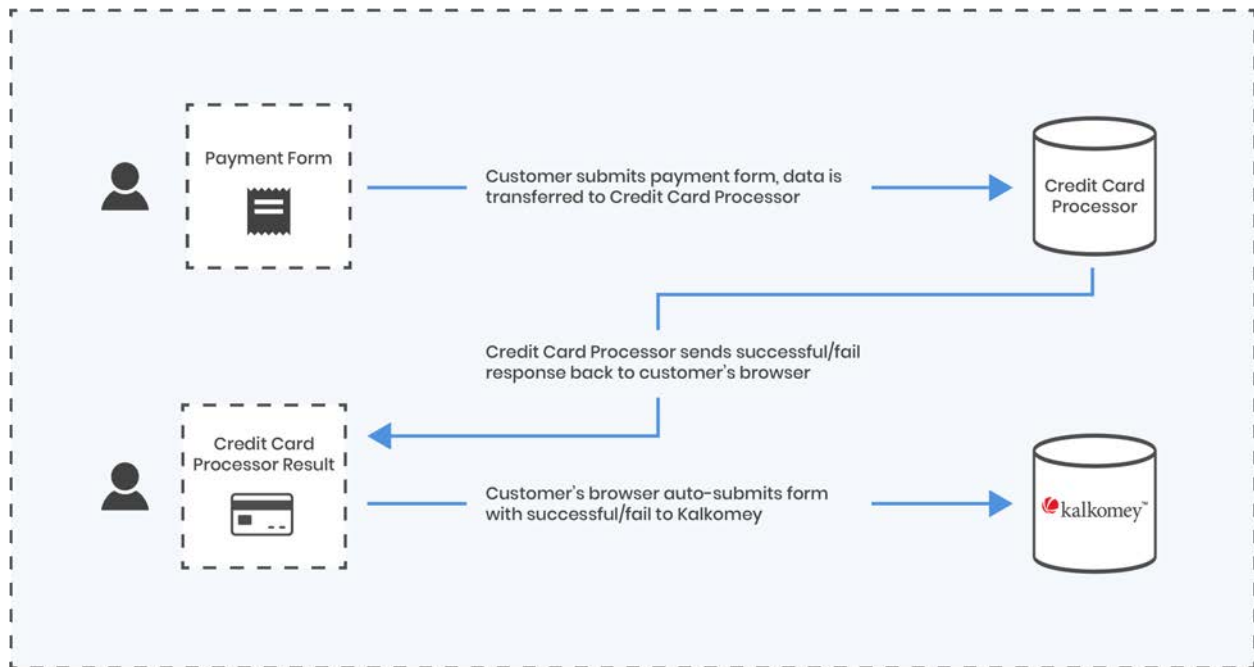 Payment Form
Customer submits payment form, data is
transferred to Credit Card Processor
Credit Card
Processor
Credit Card Processor sends successful/fail
response back to customer's browser
Credit Card
Processor Result
Customer's browser auto-submits form
with successful/fail to Kalkomey
kalkomey™